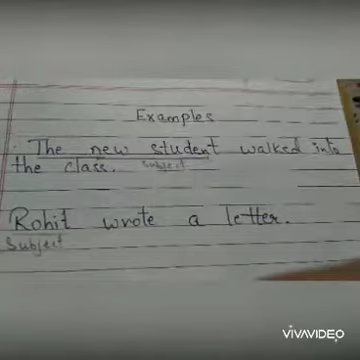 Examples
The new student walked into
the class. subject
Rohit wrote a letter.
Subject
VIVAVIDEO